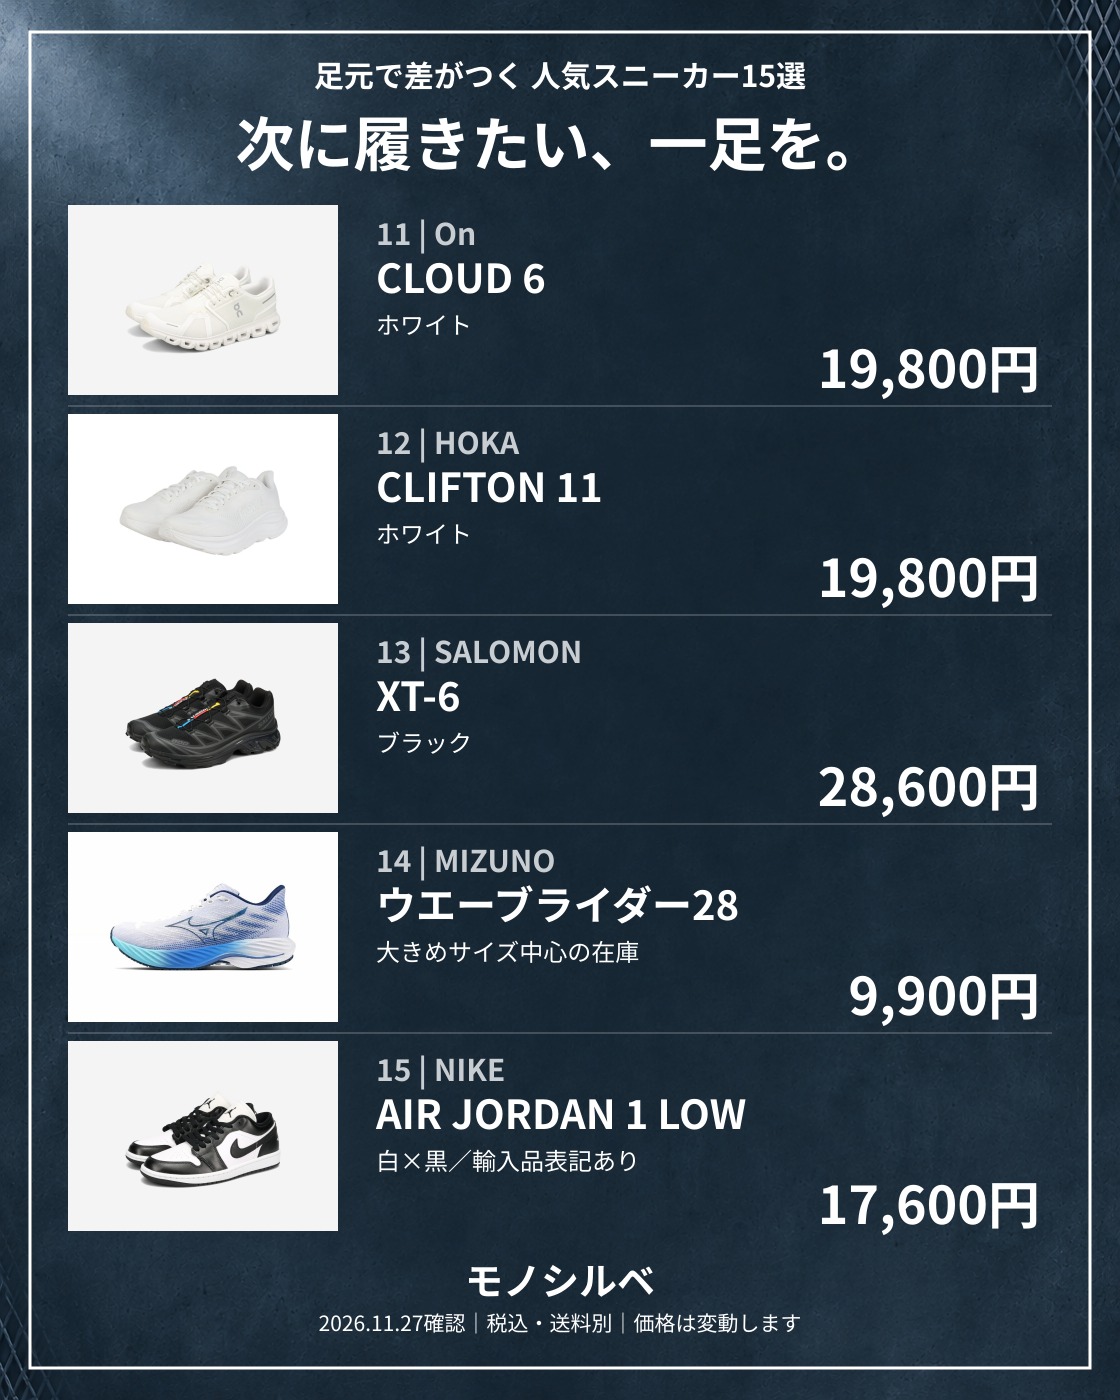 足元で差がつく 人気スニーカー15選
次に履きたい、一足を。
11 | On
CLOUD 6
ホワイト
19,800円
12 | HOKA
CLIFTON 11
ホワイト
19,800円
13 | SALOMON
XT-6
ブラック
28,600円
14 | MIZUNO
ウエーブライダー28
大きめサイズ中心の在庫
9,900円
15 | NIKE
AIR JORDAN 1 LOW
白×黒／輸入品表記あり
17,600円
モノシルベ
2026.11.27確認｜税込・送料別｜価格は変動します